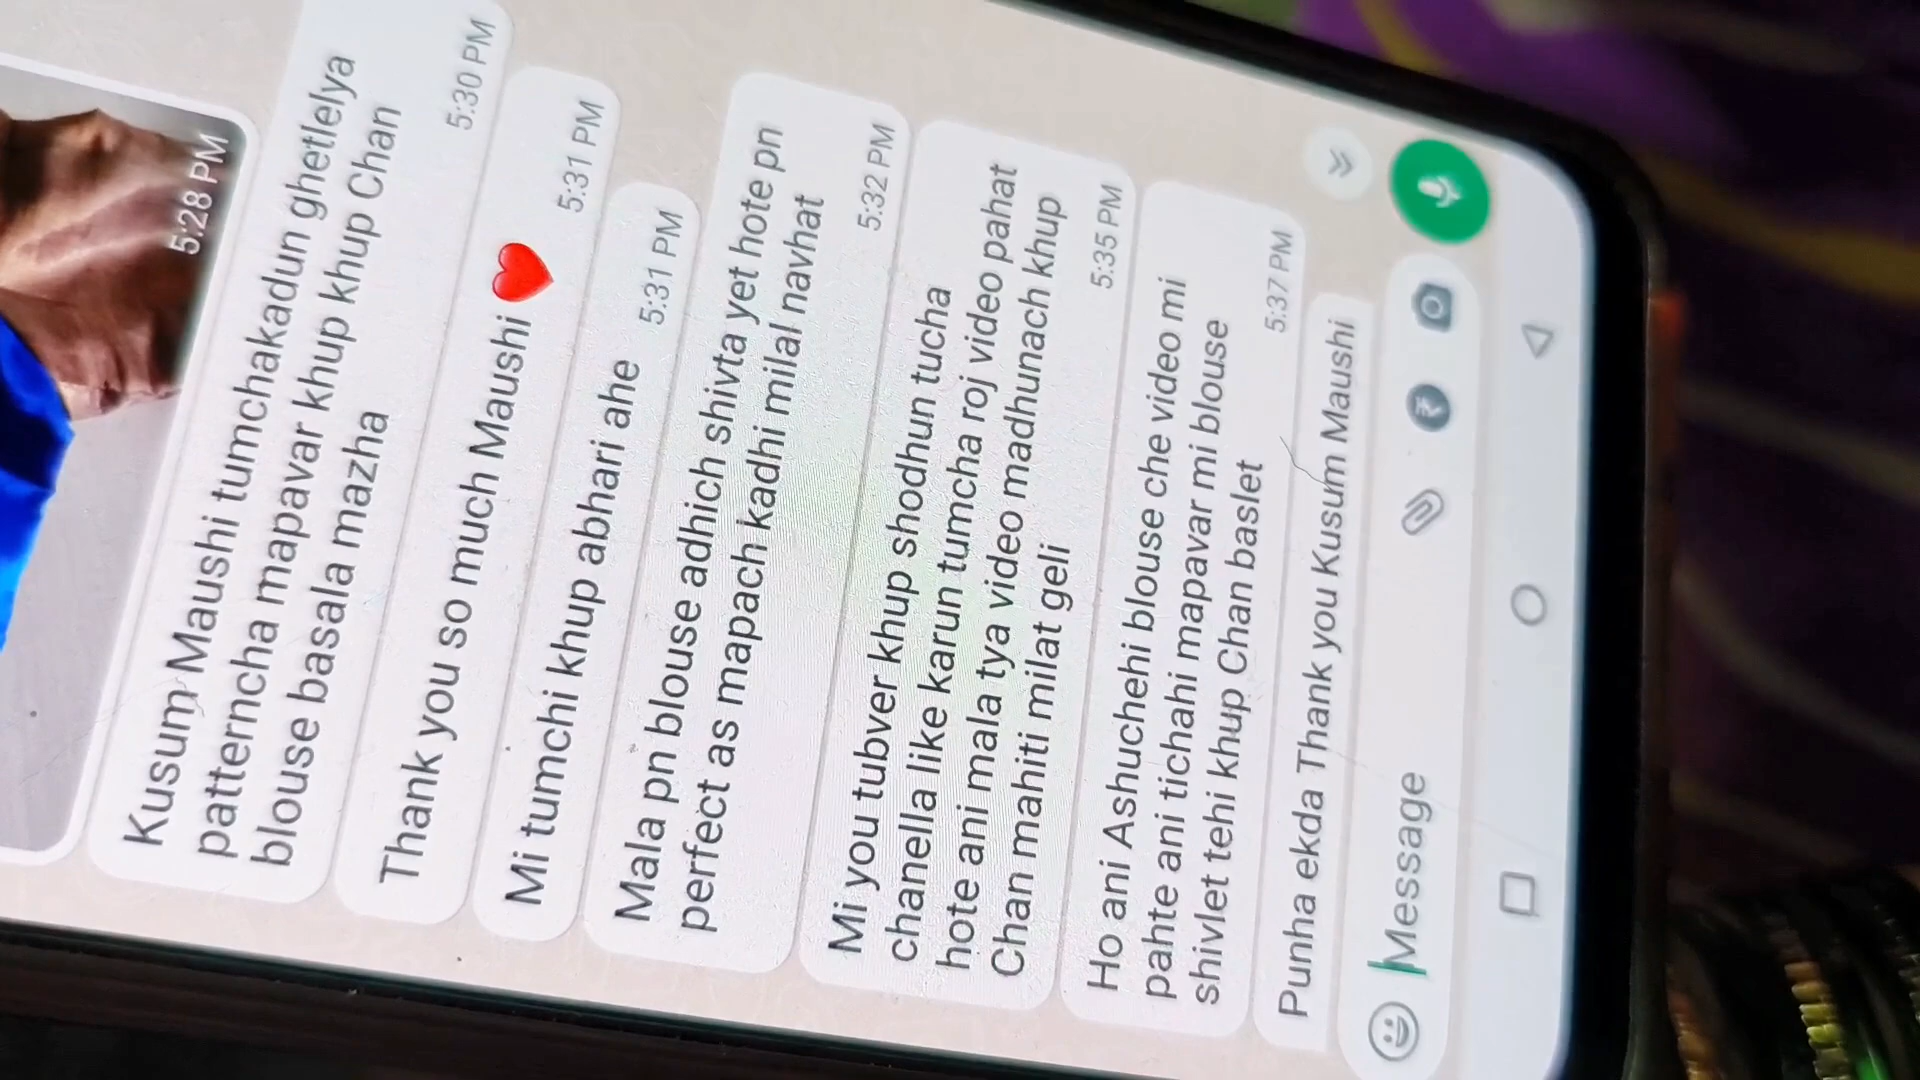 5:28 PM
Kusum Maushi tumchakadun ghetlelya
patterncha mapavar khup khup Chan
blouse basala mazha
5:30 PM
Thank you so much Maushi ❤️
5:31 PM
Mi tumchi khup abhari ahe
5:31 PM
Mala pn blouse adhich shivta yet hote pn
perfect as mapach kadhi milal navhat
5:32 PM
Mi you tubver khup shodhun tucha
chanella like karun tumcha roj video pahat
hote ani mala tya video madhunach khup
Chan mahiti milat geli
5:35 PM
Ho ani Ashuchehi blouse che video mi
pahte ani tichahi mapavar mi blouse
shivlet tehi khup Chan baslet
5:37 PM
Punha ekda Thank you Kusum Maushi
Message